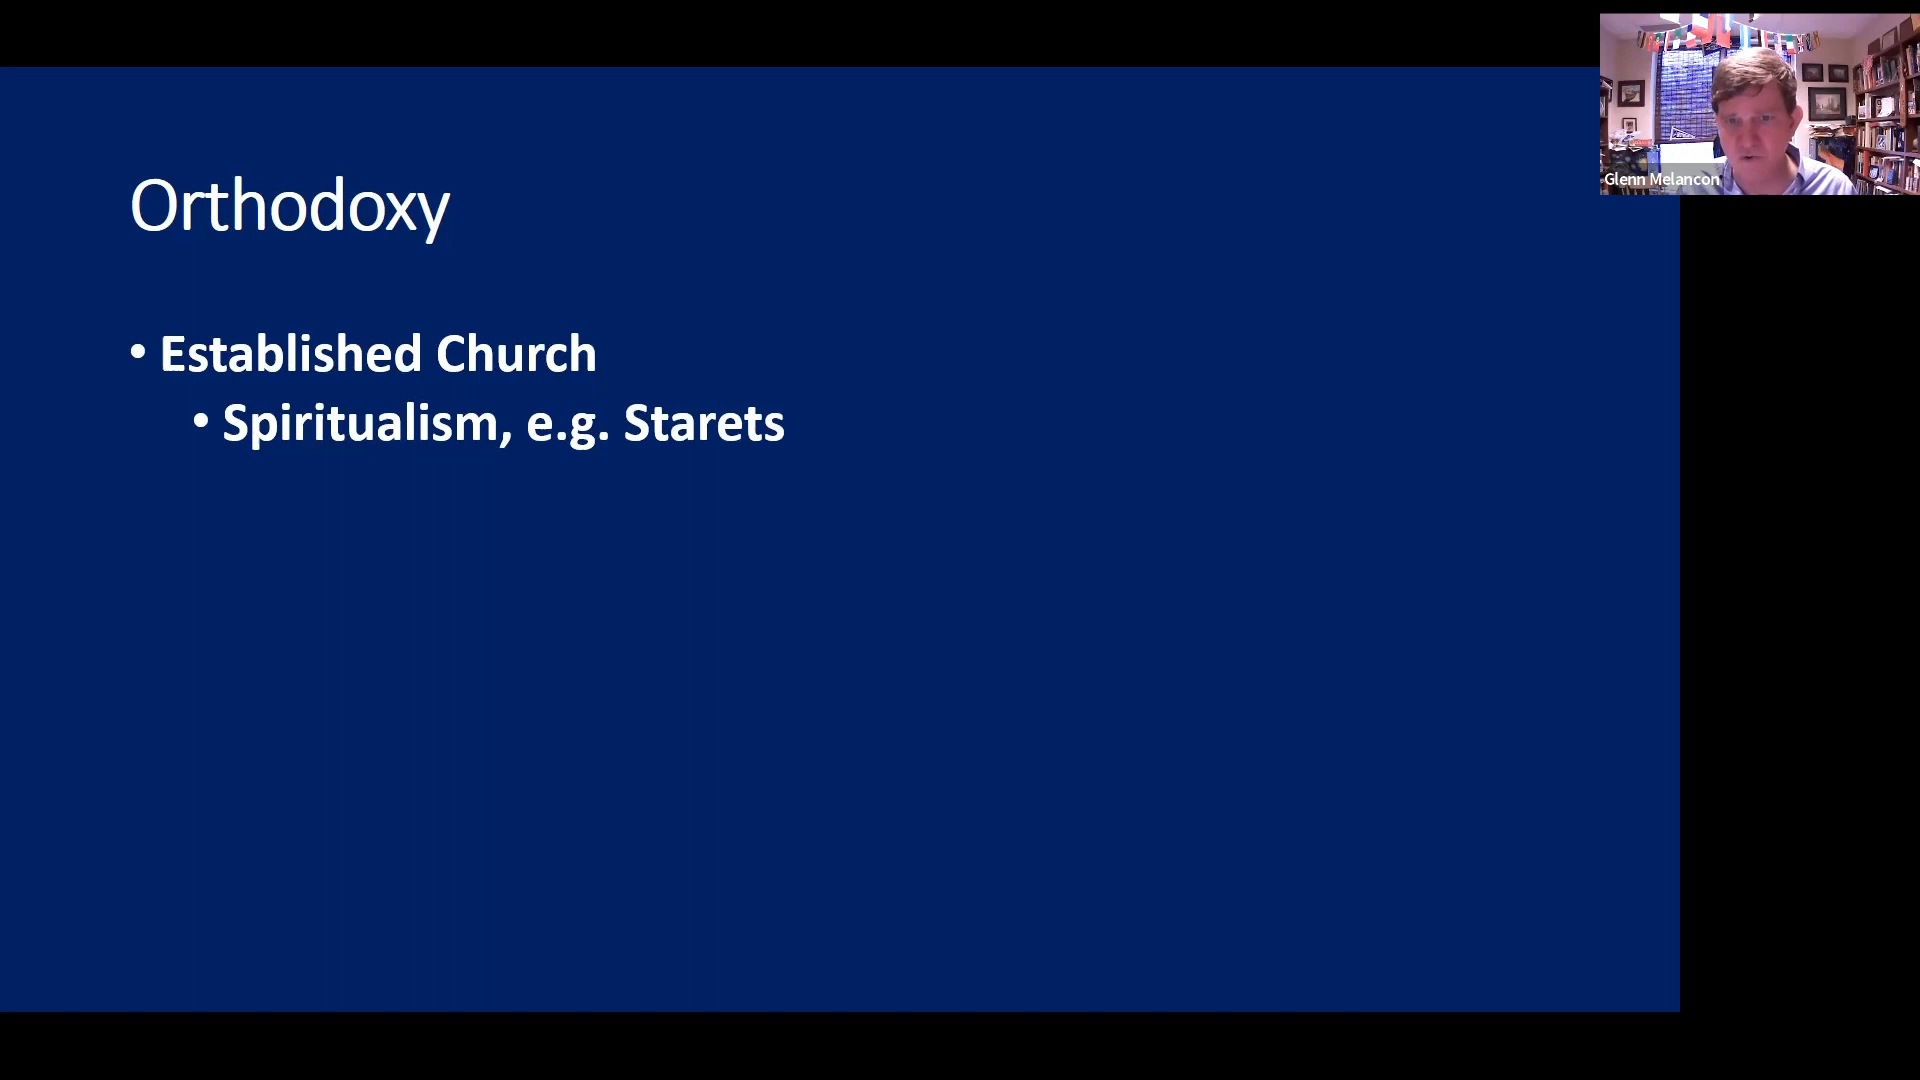 Orthodoxy
• Established Church
• Spiritualism, e.g. Starets
Glenn Melancon